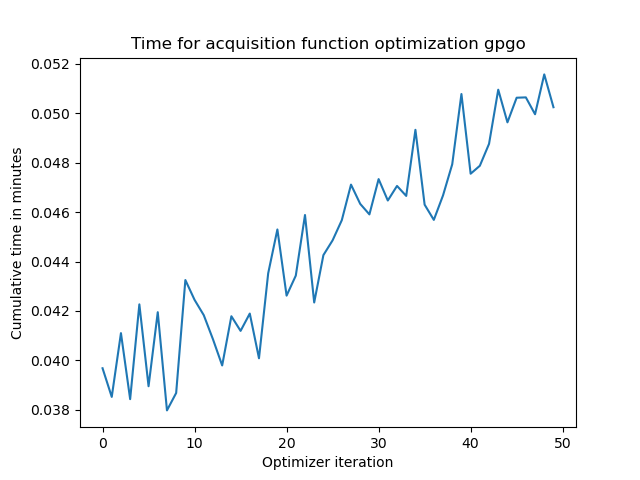 Time for acquisition function optimization gpgo
0.052
0.050
0.048
0.046
0.044
0.042
0.040
0.038
Cumulative time in minutes
0 10 20 30 40 50
Optimizer iteration